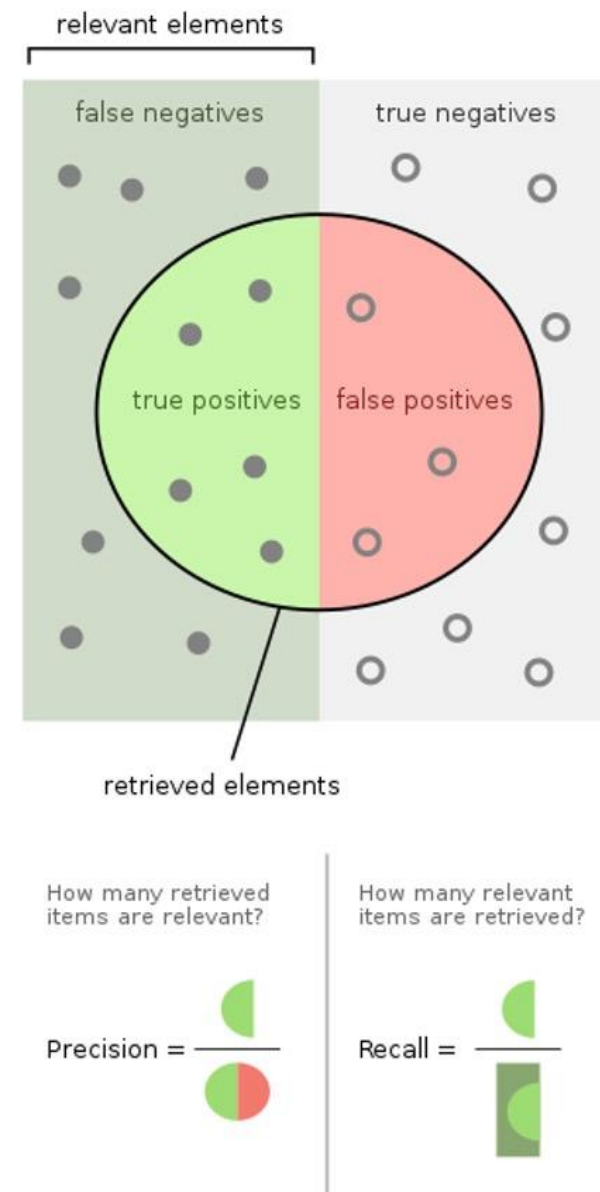 relevant elements
false negatives
true negatives
true positives
false positives
retrieved elements
How many retrieved
items are relevant?
Precision =
How many relevant
items are retrieved?
Recall =